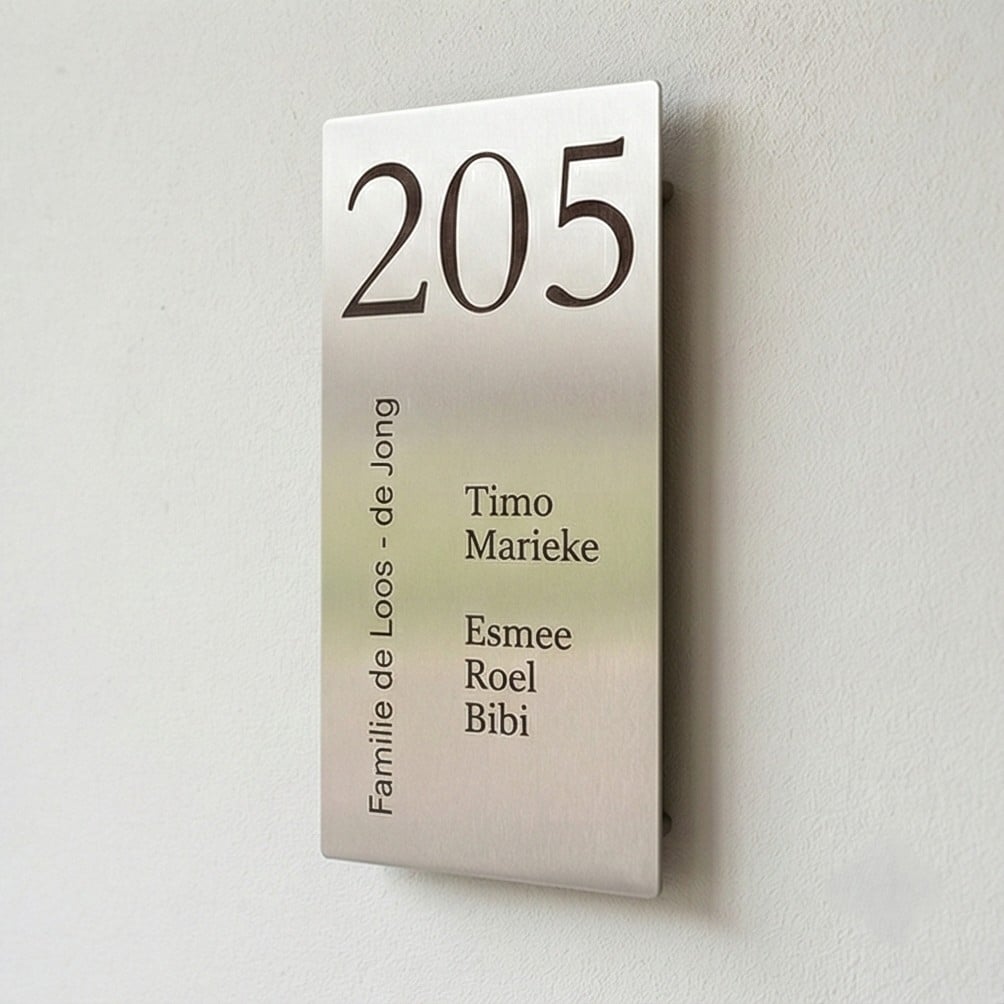 205
Familie de Loos - de Jong
Timo
Marieke
Esmee
Roel
Bibi